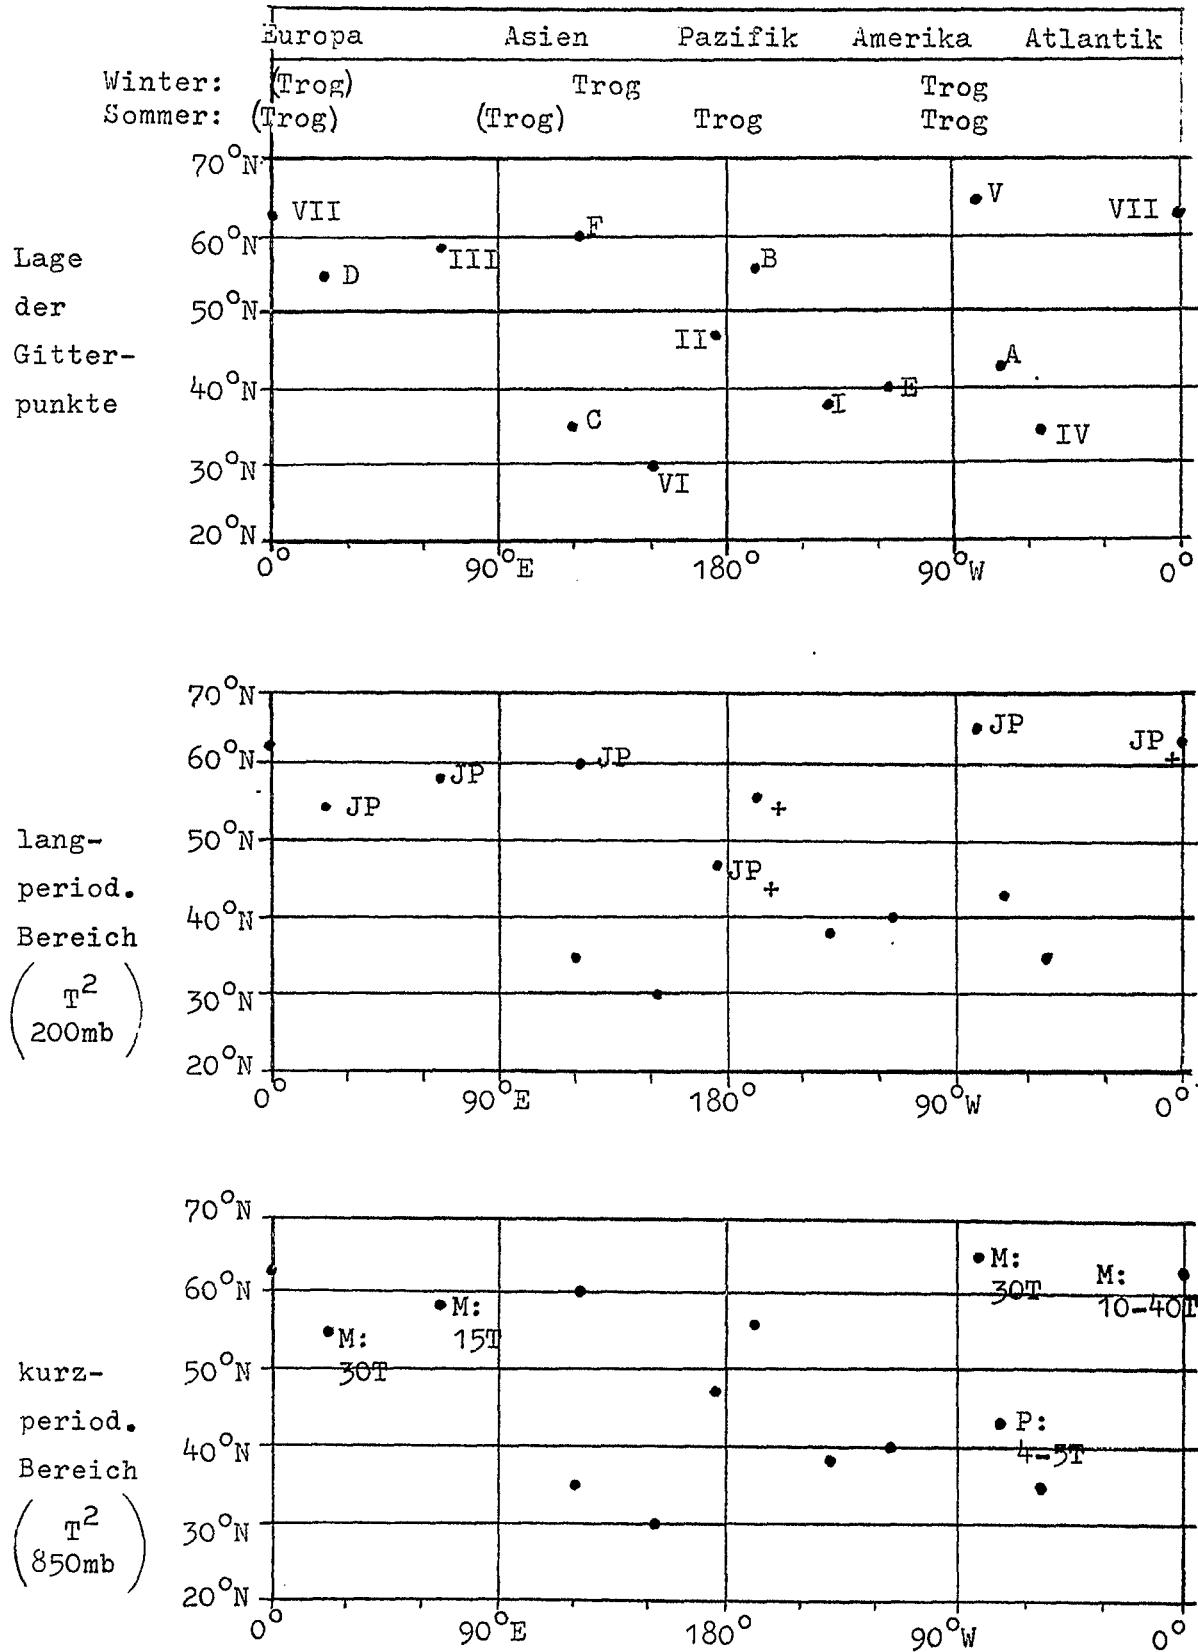 Europa Asien Pazifik Amerika Atlantik
Winter: (Trog) Trog Trog
Sommer: (Trog) (Trog) Trog Trog
70°N
V
VII VII
F
60°N
Lage III B
D
der 50°N
II
Gitter- A
punkte 40°N E
I
C IV
30°N
VI
20°N
0° 90°E 180° 90°W 0°
70°N
JP
JP +
60°N JP
JP
JP +
lang- 50°N
period. JP +
40°N
Bereich
(T²
200mb)
30°N
20°N
0° 90°E 180° 90°W 0°
70°N
M: M:
60°N 30T 10-40T
M:
15T
M:
30T
kurz- 50°N
period. P:
40°N 4-5T
Bereich
(T²
850mb)
30°N
20°N
0° 90°E 180° 90°W 0°